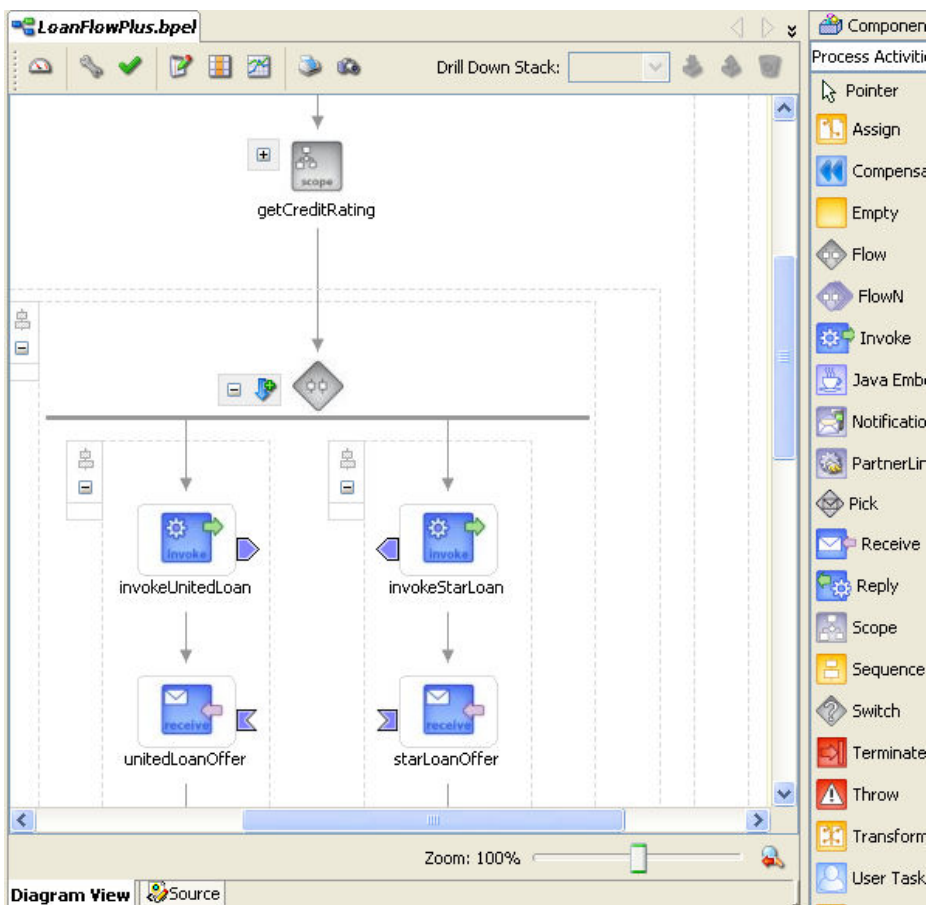 LoanFlowPlus.bpel
Componen
Drill Down Stack:
Process Activitie
Pointer
Assign
Compensa
Empty
Flow
FlowN
Invoke
Java Embe
Notificatio
PartnerLin
Pick
Receive
Reply
Scope
Sequence
Switch
Terminate
Throw
Transform
User Task
scope
getCreditRating
invoke
invoke
invokeUnitedLoan
invokeStarLoan
receive
receive
unitedLoanOffer
starLoanOffer
Zoom: 100%
Diagram View
Source